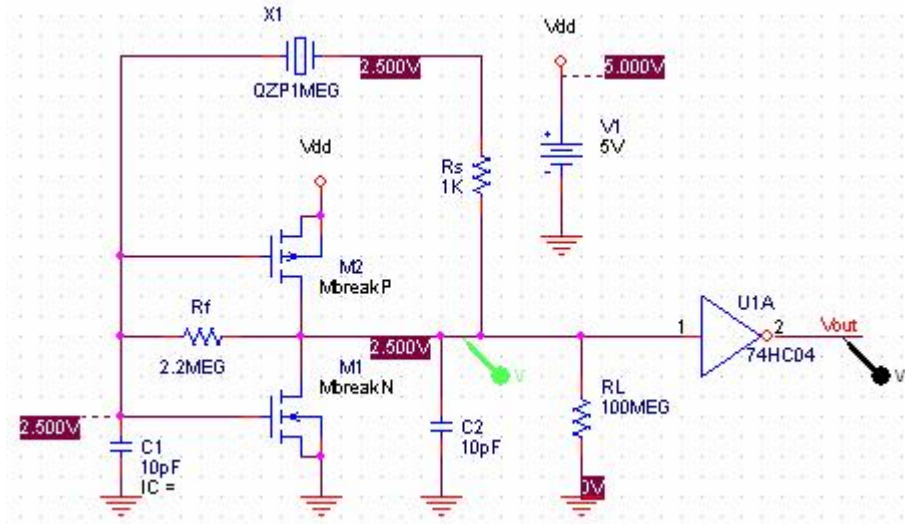 X1
Vdd
2.500V
5.000V
QZP1MEG
V1
5V
Vdd
Rs
1K
M2
MbreakP
U1A
Rf
1
2
Vout
2.500V
74HC04
V
V
2.2MEG
M1
MbreakN
RL
100MEG
2.500V
C2
10pF
C1
10pF
IC =
0V